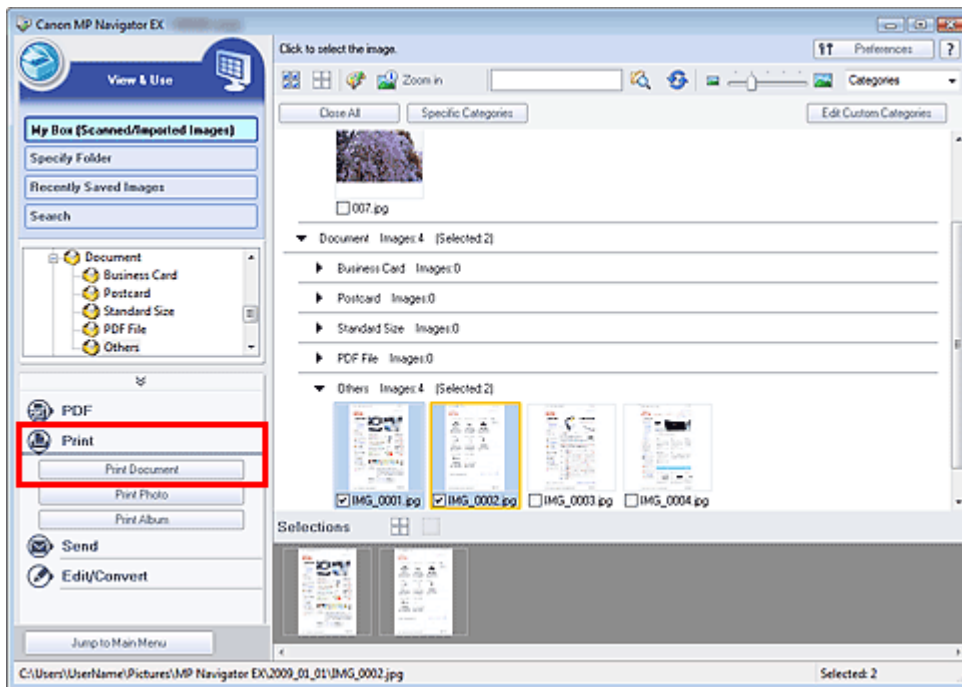 Canon MP Navigator EX
View & Use
My Box (Scanned/Imported Images)
Specify Folder
Recently Saved Images
Search
Document
Business Card
Postcard
Standard Size
PDF File
Others
PDF
Print
Print Document
Print Photo
Print Album
Send
Edit/Convert
Jump to Main Menu
Click to select the image.
Preferences
?
Zoom in
Categories
Close All
Specific Categories
Edit Custom Categories
007.jpg
Document Images:4 (Selected:2)
Business Card Images:0
Postcard Images:0
Standard Size Images:0
PDF File Images:0
Others Images:4 (Selected:2)
IMG_0001.jpg
IMG_0002.jpg
IMG_0003.jpg
IMG_0004.jpg
Selections
C:\Users\UserName\Pictures\MP Navigator EX\2009_01_01\IMG_0002.jpg
Selected: 2